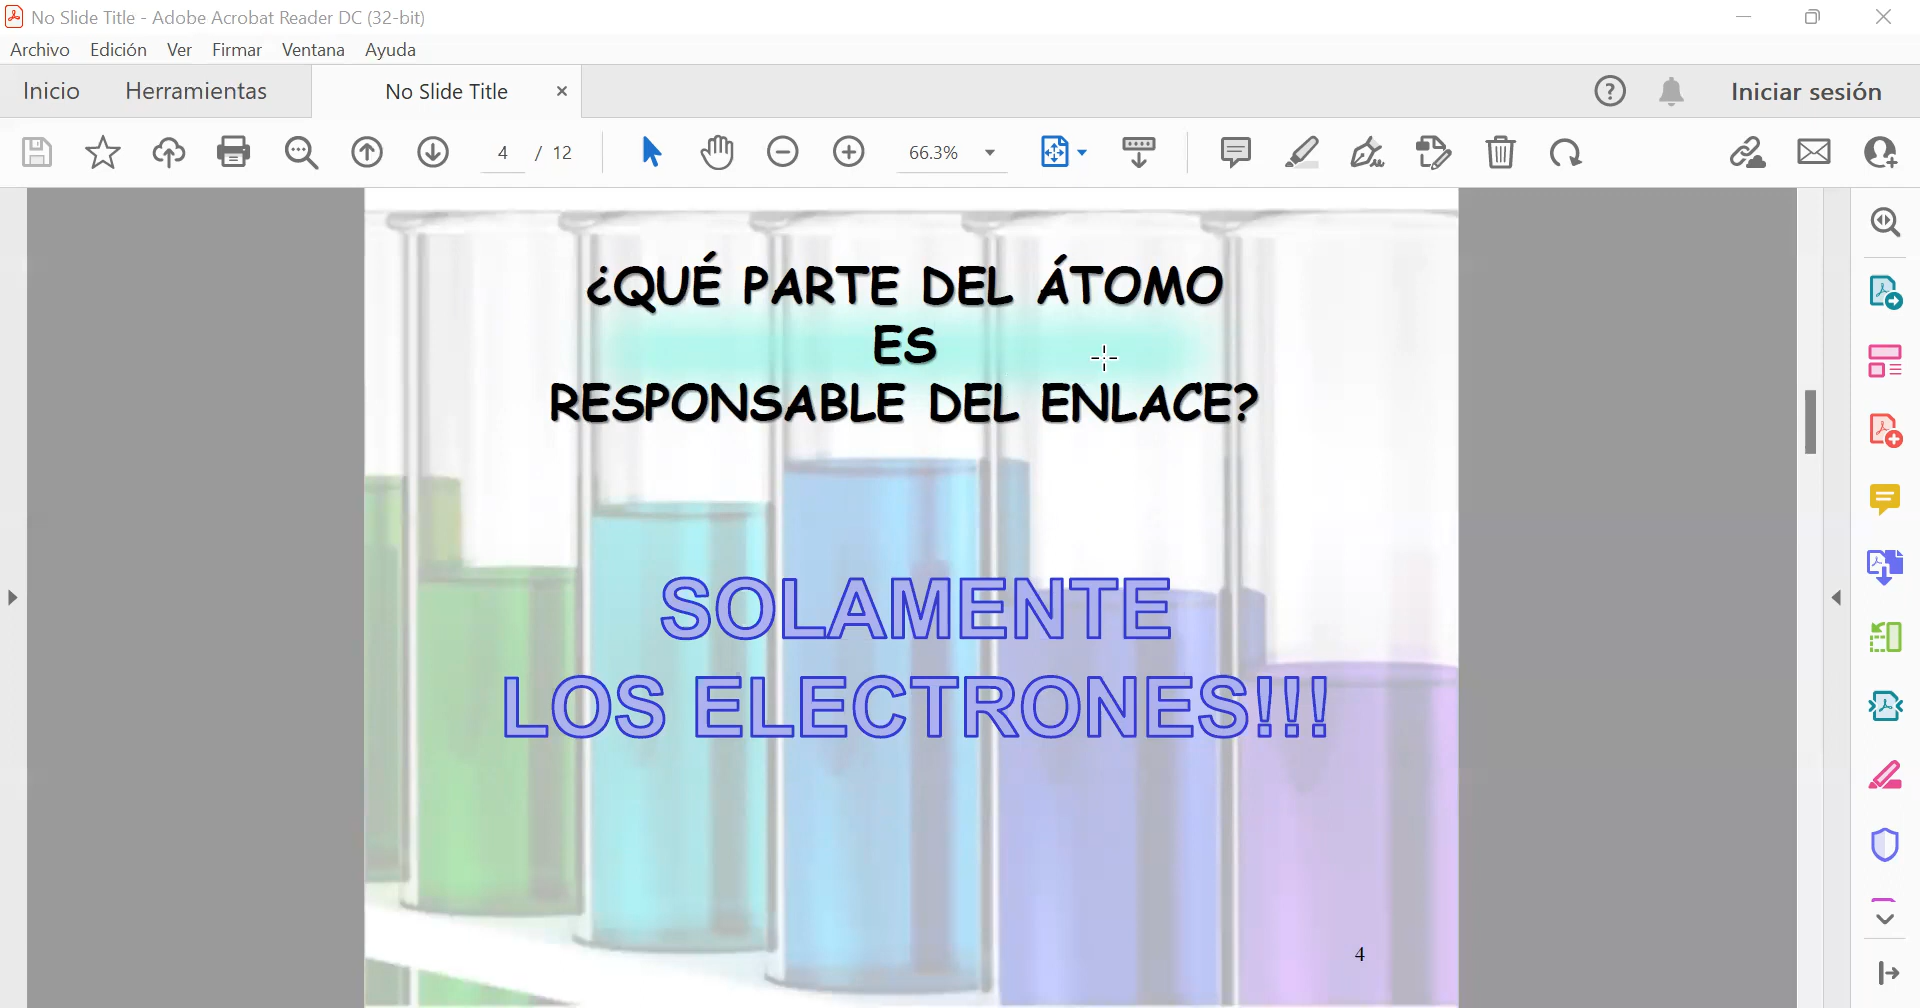 No Slide Title - Adobe Acrobat Reader DC (32-bit)
Archivo Edición Ver Firmar Ventana Ayuda
Inicio Herramientas No Slide Title Iniciar sesión
4 / 12 66.3%
¿QUÉ PARTE DEL ÁTOMO
ES
RESPONSABLE DEL ENLACE?
SOLAMENTE
LOS ELECTRONES!!!
4